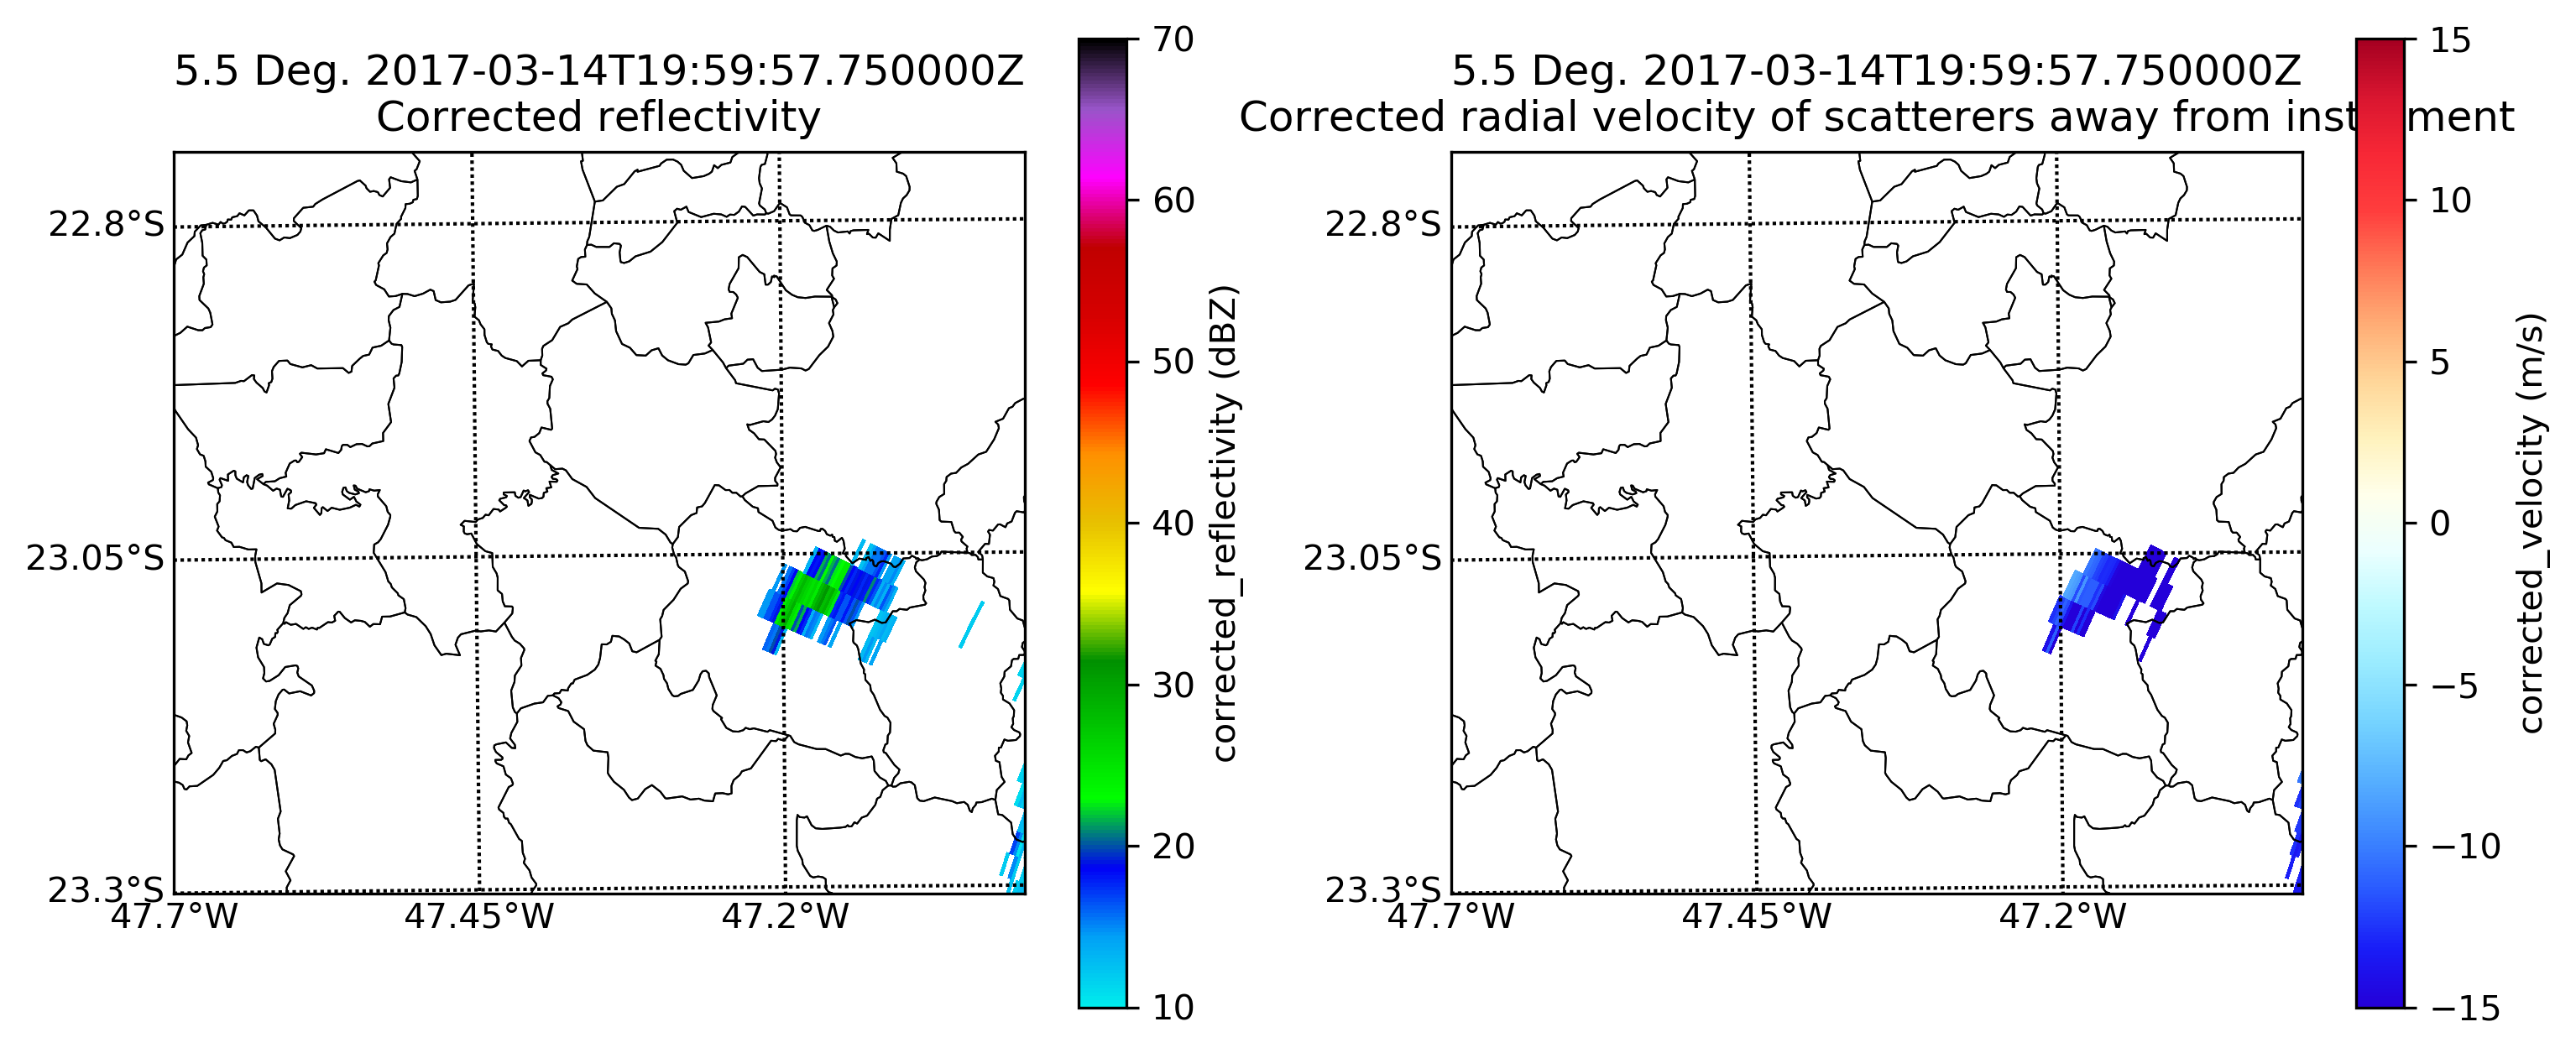 5.5 Deg. 2017-03-14T19:59:57.750000Z
Corrected reflectivity
22.8°S
23.05°S
23.3°S
47.7°W
47.45°W
47.2°W
70
60
50
40
30
20
10
corrected_reflectivity (dBZ)
5.5 Deg. 2017-03-14T19:59:57.750000Z
Corrected radial velocity of scatterers away from inst ment
22.8°S
23.05°S
23.3°S
47.7°W
47.45°W
47.2°W
15
10
5
0
−5
−10
−15
corrected_velocity (m/s)